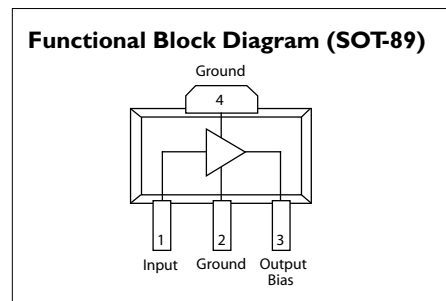 Functional Block Diagram (SOT-89)
Ground
4
1 2 3
Input Ground Output
Bias